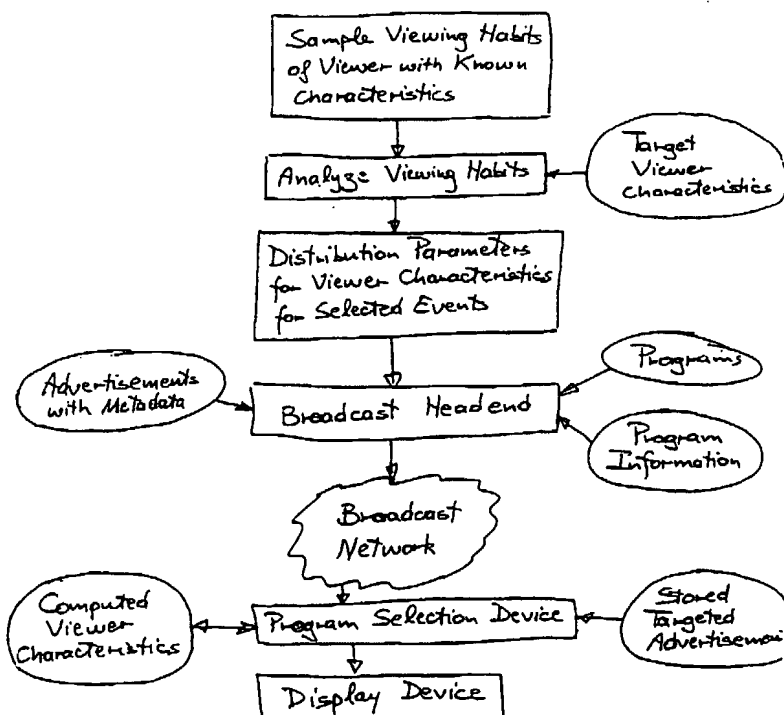 Sample Viewing Habits
of Viewer with Known
Characteristics
Target
Viewer
Characteristics
Analyze Viewing Habits
Distribution Parameters
for Viewer Characteristics
for Selected Events
Advertisements
with Metadata
Programs
Broadcast Headend
Program
Information
Broadcast
Network
Computed
Viewer
Characteristics
Program Selection Device
Stored
Targeted
Display Device